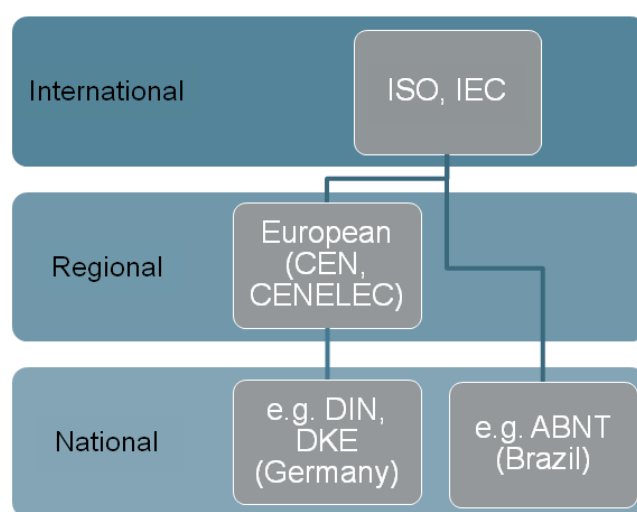 International
ISO, IEC
Regional
European
(CEN,
CENELEC)
National
e.g. DIN,
DKE
(Germany)
e.g. ABNT
(Brazil)